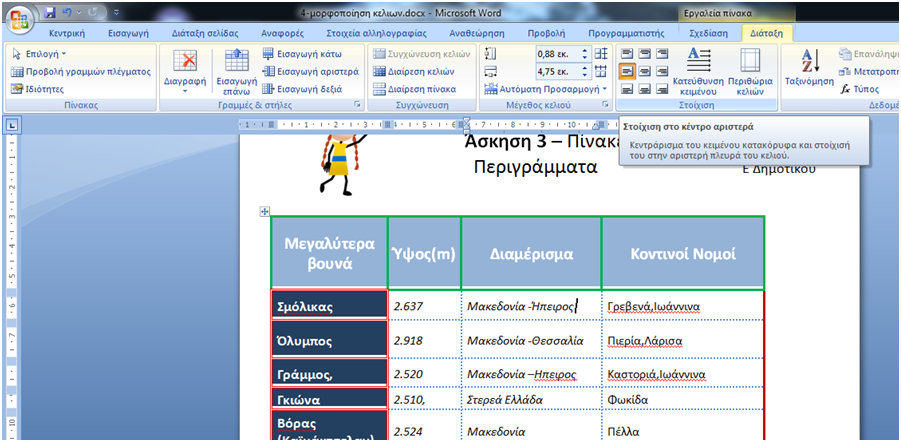 4-μορφοποίηση κελιων.docx - Microsoft Word
Εργαλεία πίνακα
Κεντρική Εισαγωγή Διάταξη σελίδας Αναφορές Στοιχεία αλληλογραφίας Αναθεώρηση Προβολή Προγραμματιστής Σχεδίαση Διάταξη
Επιλογή
Προβολή γραμμών πλέγματος
Ιδιότητες
Πίνακας
Διαγραφή
Εισαγωγή επάνω
Εισαγωγή κάτω
Εισαγωγή αριστερά
Εισαγωγή δεξιά
Γραμμές & στήλες
Συγχώνευση κελιών
Διαίρεση κελιών
Διαίρεση πίνακα
Συγχώνευση
0,88 εκ.
4,75 εκ.
Αυτόματη Προσαρμογή
Μέγεθος κελιού
Κατεύθυνση κειμένου
Περιθώρια κελιών
Στοίχιση
Ταξινόμηση
Επανάληψη
Μετατροπ
fx Τύπος
Δεδομ
Στοίχιση στο κέντρο αριστερά
Κεντράρισμα του κειμένου κατακόρυφα και στοίχισή
του στην αριστερή πλευρά του κελιού.
Άσκηση 3 – Πίνακε
Περιγράμματα
Ε Δημοτικού
Μεγαλύτερα βουνά Ύψος(m) Διαμέρισμα Κοντινοί Νομοί
Σμόλικας 2.637 Μακεδονία -Ήπειρος Γρεβενά,Ιωάννινα
Όλυμπος 2.918 Μακεδονία -Θεσσαλία Πιερία,Λάρισα
Γράμμος, 2.520 Μακεδονία –Ηπειρος Καστοριά,Ιωάννινα
Γκιώνα 2.510, Στερεά Ελλάδα Φωκίδα
Βόρας 2.524 Μακεδονία Πέλλα